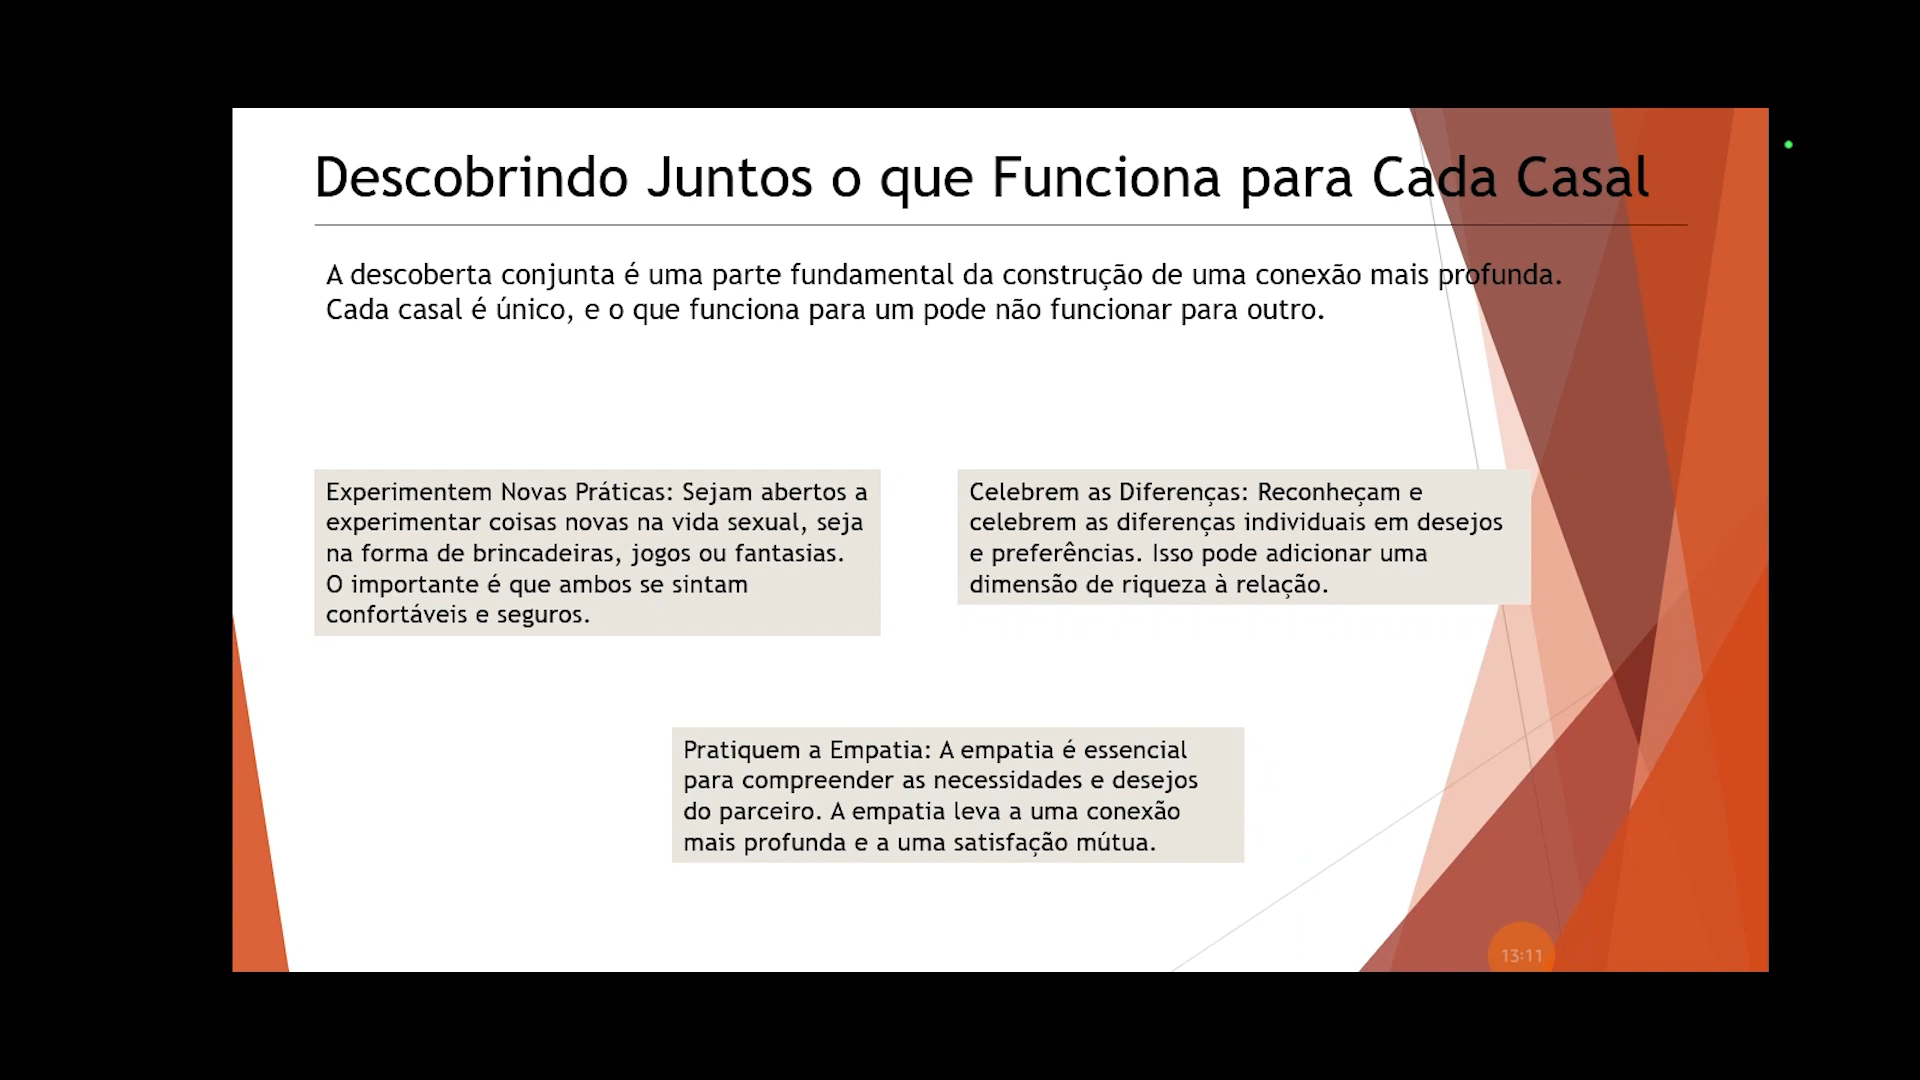 Descobrindo Juntos o que Funciona para Cada Casal
A descoberta conjunta é uma parte fundamental da construção de uma conexão mais profunda.
Cada casal é único, e o que funciona para um pode não funcionar para outro.
Experimentem Novas Práticas: Sejam abertos a
experimentar coisas novas na vida sexual, seja
na forma de brincadeiras, jogos ou fantasias.
O importante é que ambos se sintam
confortáveis e seguros.
Celebrem as Diferenças: Reconheçam e
celebrem as diferenças individuais em desejos
e preferências. Isso pode adicionar uma
dimensão de riqueza à relação.
Pratiquem a Empatia: A empatia é essencial
para compreender as necessidades e desejos
do parceiro. A empatia leva a uma conexão
mais profunda e a uma satisfação mútua.
13:11